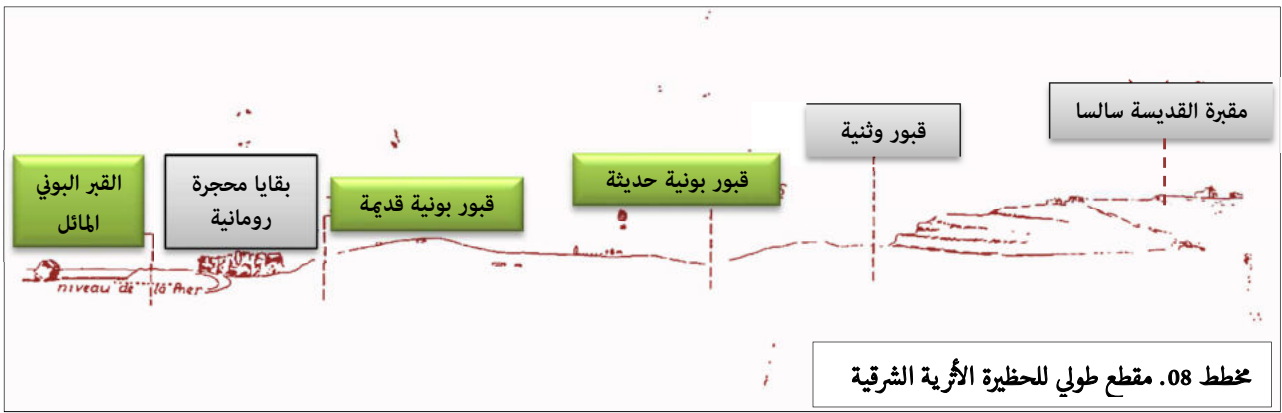 مقبرة القديسة سالسا
قبور وثنية
قبور بونية حديثة
قبور بونية قديمة
بقايا محجرة
رومانية
القبر البوني
المائل
niveau de la mer
مخطط 08. مقطع طولي للحظيرة الأثرية الشرقية